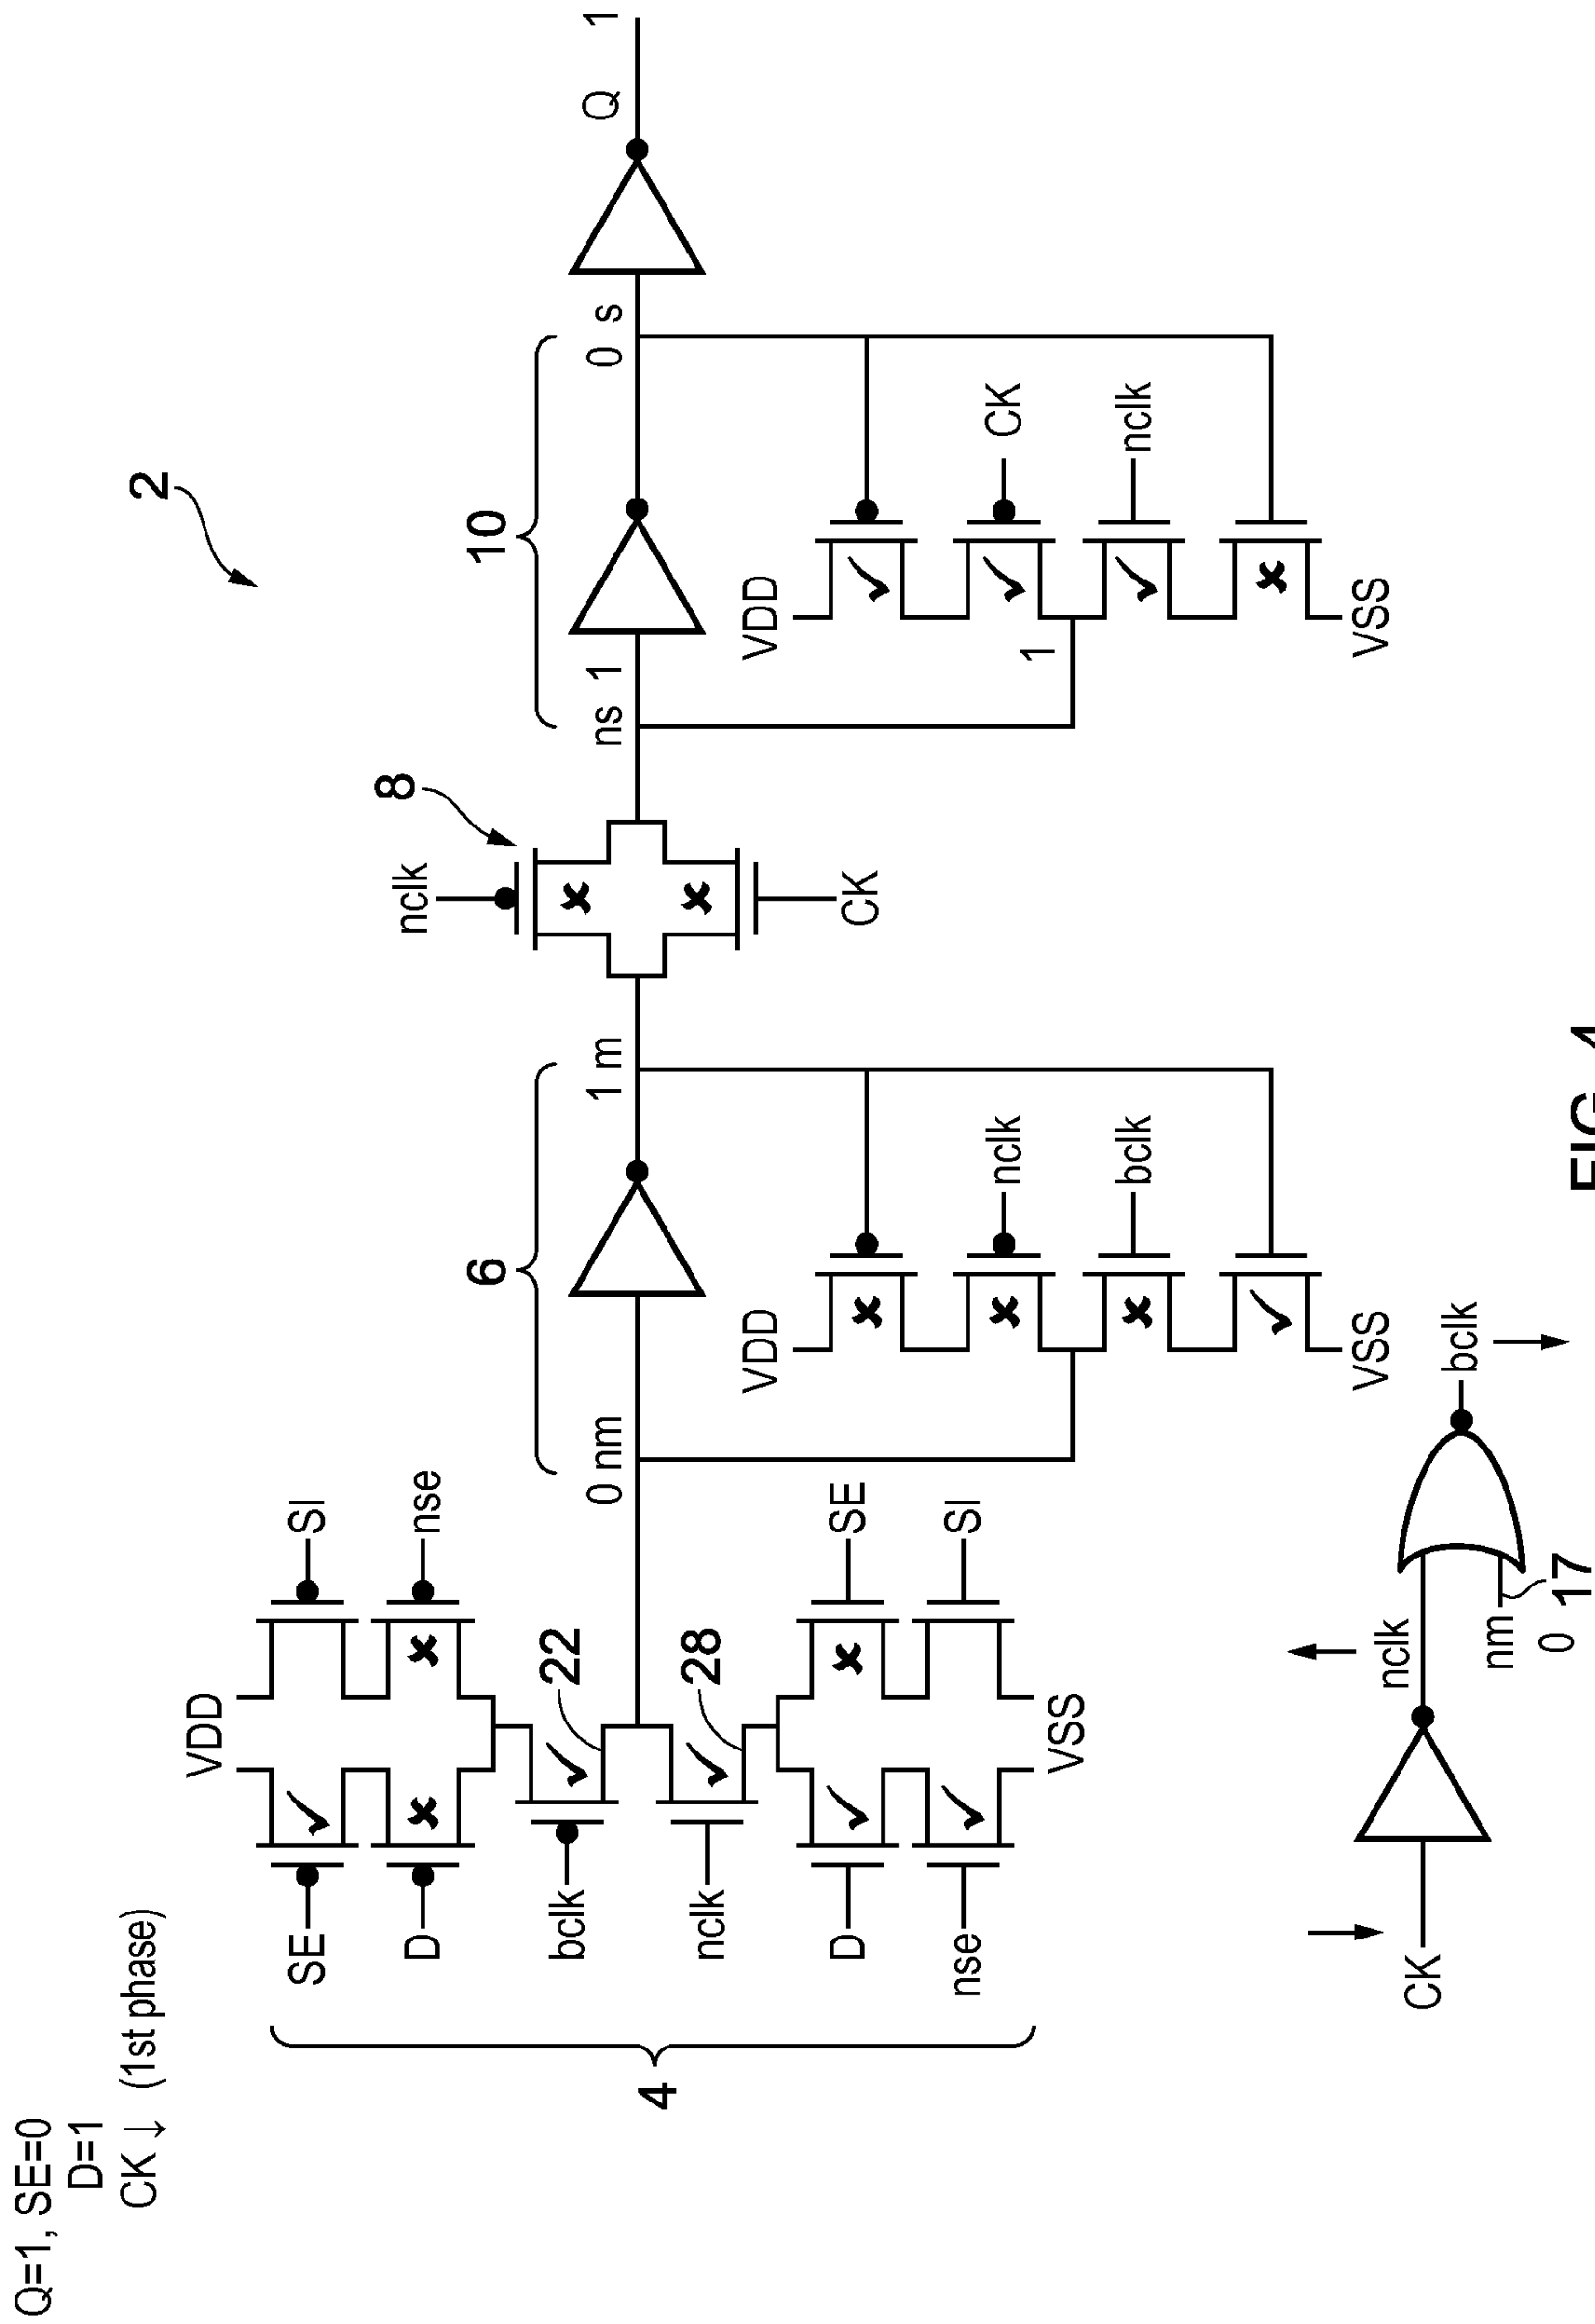 Q=1, SE=0
D=1
CK ↓ (1st phase)
2
4
VDD
SE
SI
D
nse
bclk
22
nclk
28
D
SE
nse
SI
VSS
6
0 nm
1 m
VDD
nclk
bclk
VSS
8
nclk
CK
10
ns 1
0 s
VDD
CK
1
nclk
VSS
Q 1
CK
nclk
nm
0
17
bclk